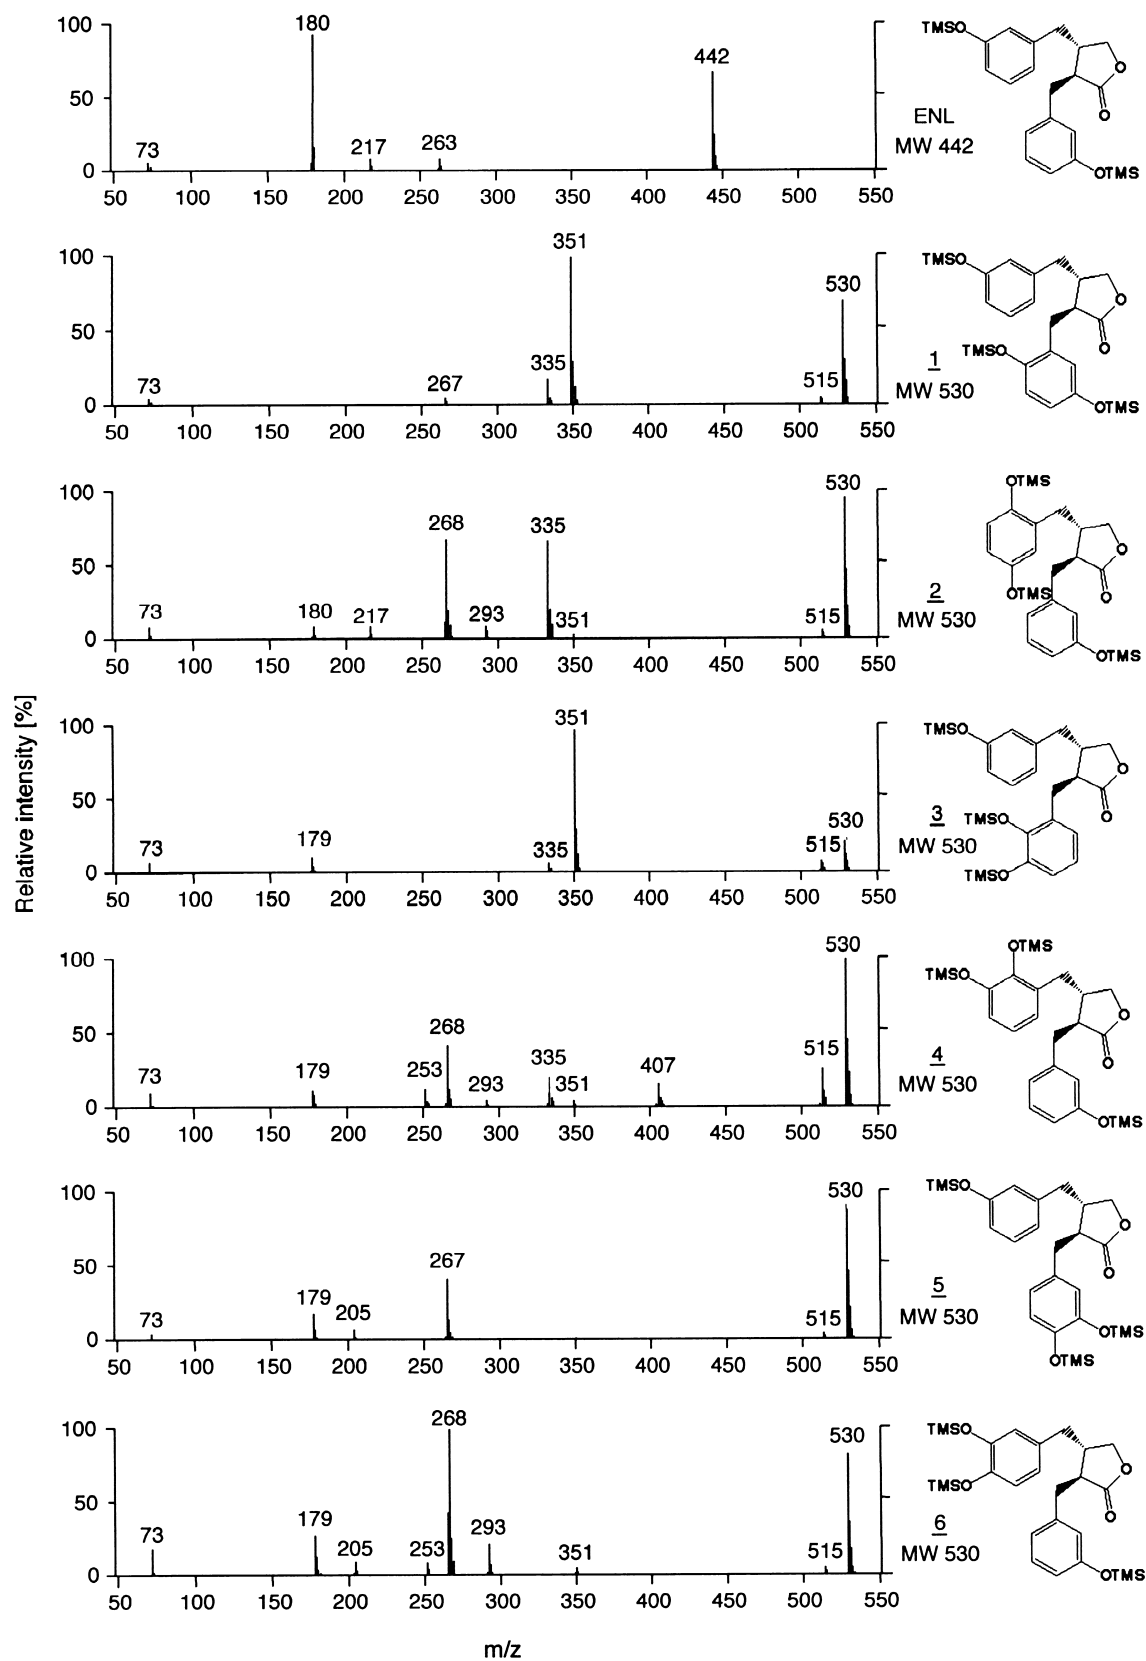 Relative intensity [%]
100
50
0
73
180
217
263
442
50 100 150 200 250 300 350 400 450 500 550
ENL
MW 442
TMSO
O
O
OTMS
100
50
0
73
267
335
351
515
530
50 100 150 200 250 300 350 400 450 500 550
1
MW 530
TMSO
O
O
TMSO
OTMS
100
50
0
73
180
217
268
293
335
351
515
530
50 100 150 200 250 300 350 400 450 500 550
2
MW 530
OTMS
O
O
OTMS
OTMS
100
50
0
73
179
335
351
515
530
50 100 150 200 250 300 350 400 450 500 550
3
MW 530
TMSO
O
O
TMSO
TMSO
100
50
0
73
179
253
268
293
335
351
407
515
530
50 100 150 200 250 300 350 400 450 500 550
4
MW 530
OTMS
TMSO
O
O
OTMS
100
50
0
73
179
205
267
515
530
50 100 150 200 250 300 350 400 450 500 550
5
MW 530
TMSO
O
O
OTMS
OTMS
100
50
0
73
179
205
253
268
293
351
515
530
50 100 150 200 250 300 350 400 450 500 550
6
MW 530
TMSO
TMSO
O
O
OTMS
m/z